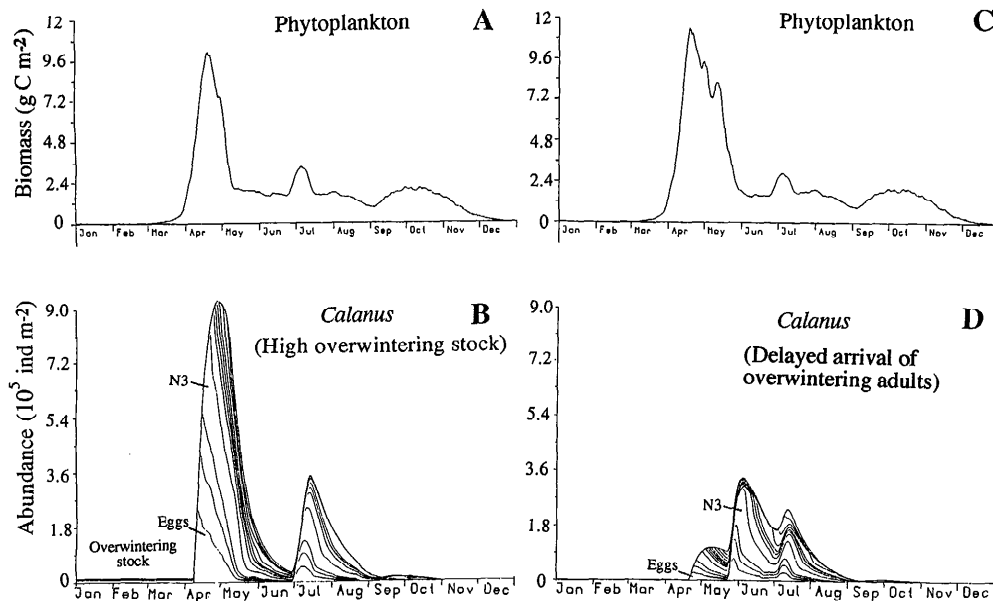 Phytoplankton A
Biomass (g C m-2)
12
9.6
7.2
4.8
2.4
0
Jan Feb Mar Apr May Jun Jul Aug Sep Oct Nov Dec
Phytoplankton C
12
9.6
7.2
4.8
2.4
0
Jan Feb Mar Apr May Jun Jul Aug Sep Oct Nov Dec
Calanus B
(High overwintering stock)
Abundance (10^5 ind m-2)
9.0
7.2
5.4
3.6
1.8
0
N3
Eggs
Overwintering
stock
Jan Feb Mar Apr May Jun Jul Aug Sep Oct Nov Dec
Calanus D
(Delayed arrival of
overwintering adults)
9.0
7.2
5.4
3.6
1.8
0
N3
Eggs
Jan Feb Mar Apr May Jun Jul Aug Sep Oct Nov Dec